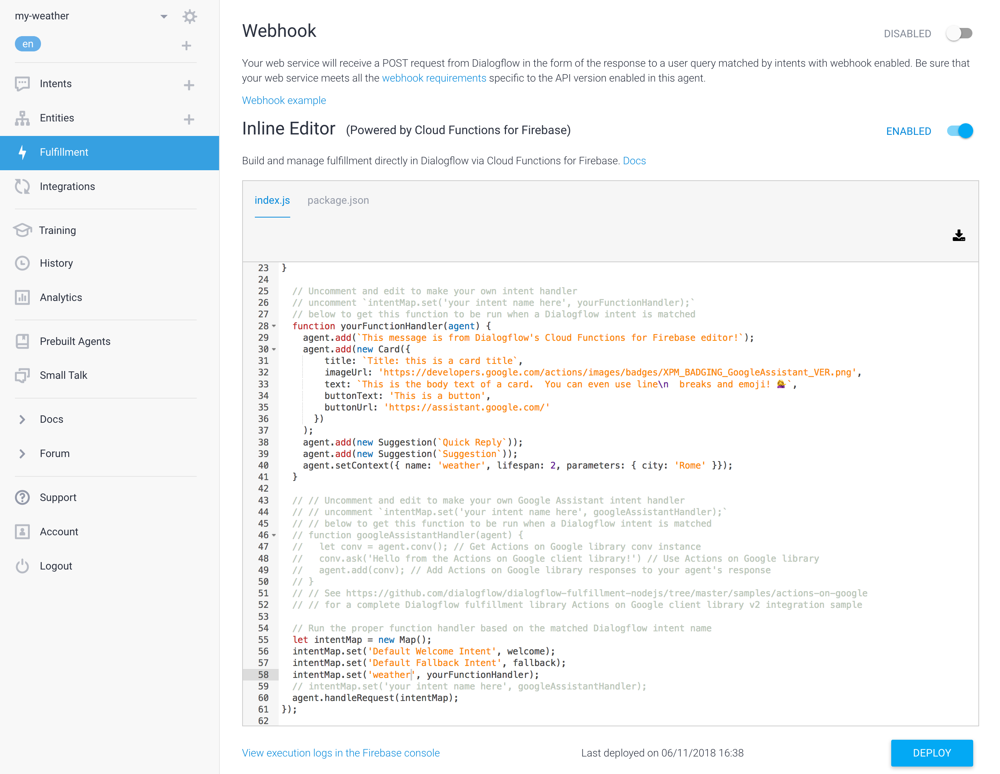 my-weather
en
Intents
Entities
Fulfillment
Integrations
Training
History
Analytics
Prebuilt Agents
Small Talk
Docs
Forum
Support
Account
Logout
Webhook
DISABLED
Your web service will receive a POST request from Dialogflow in the form of the response to a user query matched by intents with webhook enabled. Be sure that
your web service meets all the webhook requirements specific to the API version enabled in this agent.
Webhook example
Inline Editor (Powered by Cloud Functions for Firebase)
ENABLED
Build and manage fulfillment directly in Dialogflow via Cloud Functions for Firebase. Docs
index.js package.json
23 }
24
25 // Uncomment and edit to make your own intent handler
26 // uncomment `intentMap.set('your intent name here', yourFunctionHandler);`
27 // below to get this function to be run when a Dialogflow intent is matched
28 function yourFunctionHandler(agent) {
29 agent.add(`This message is from Dialogflow's Cloud Functions for Firebase editor!`);
30 agent.add(new Card({
31 title: `Title: this is a card title`,
32 imageUrl: 'https://developers.google.com/actions/images/badges/XPM_BADGING_GoogleAssistant_VER.png',
33 text: `This is the body text of a card.  You can even use line\n  breaks and emoji! 💁`,
34 buttonText: 'This is a button',
35 buttonUrl: 'https://assistant.google.com/'
36 })
37 );
38 agent.add(new Suggestion(`Quick Reply`));
39 agent.add(new Suggestion(`Suggestion`));
40 agent.setContext({ name: 'weather', lifespan: 2, parameters: { city: 'Rome' }});
41 }
42
43 // // Uncomment and edit to make your own Google Assistant intent handler
44 // // uncomment `intentMap.set('your intent name here', googleAssistantHandler);`
45 // // below to get this function to be run when a Dialogflow intent is matched
46 // function googleAssistantHandler(agent) {
47 //   let conv = agent.conv(); // Get Actions on Google library conv instance
48 //   conv.ask('Hello from the Actions on Google client library!') // Use Actions on Google library
49 //   agent.add(conv); // Add Actions on Google library responses to your agent's response
50 // }
51 // // See https://github.com/dialogflow/dialogflow-fulfillment-nodejs/tree/master/samples/actions-on-google
52 // // for a complete Dialogflow fulfillment library Actions on Google client library v2 integration sample
53
54 // Run the proper function handler based on the matched Dialogflow intent name
55 let intentMap = new Map();
56 intentMap.set('Default Welcome Intent', welcome);
57 intentMap.set('Default Fallback Intent', fallback);
58 intentMap.set('weather', yourFunctionHandler);
59 // intentMap.set('your intent name here', googleAssistantHandler);
60 agent.handleRequest(intentMap);
61 });
62
View execution logs in the Firebase console
Last deployed on 06/11/2018 16:38
DEPLOY